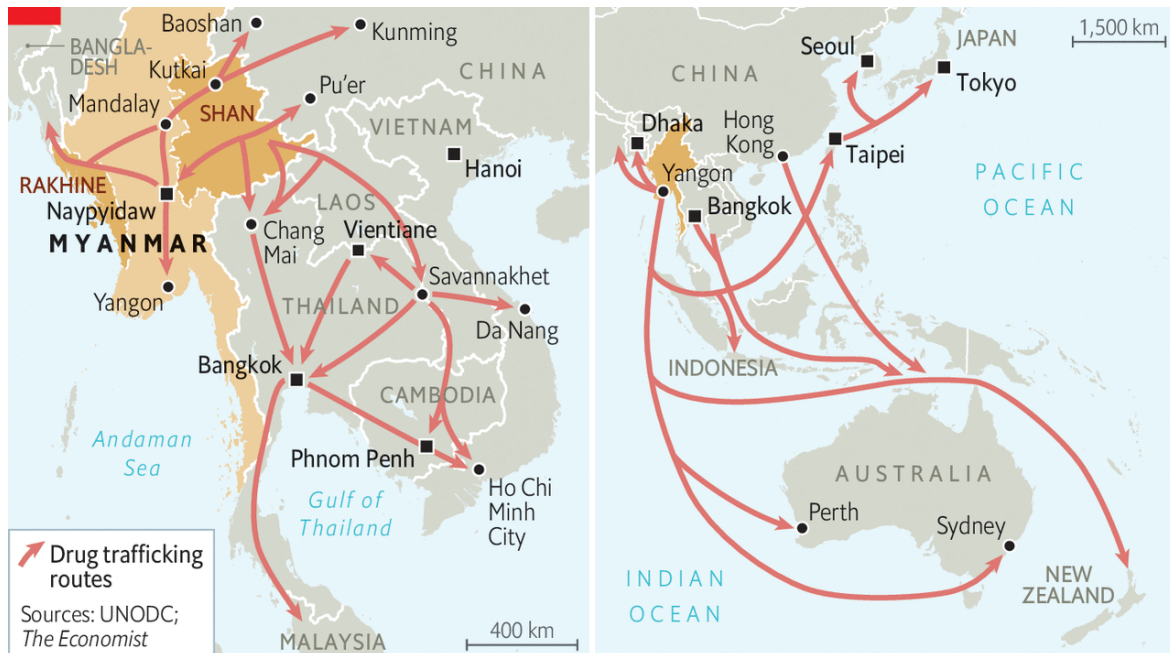 Baoshan
Kunming
BANGLA-
DESH
Kutkai
CHINA
Pu’er
Mandalay
SHAN
VIETNAM
Hanoi
RAKHINE
Naypyidaw
LAOS
MYANMAR
Chang
Mai
Vientiane
Savannakhet
Yangon
THAILAND
Da Nang
Bangkok
CAMBODIA
Andaman
Sea
Phnom Penh
Gulf of
Thailand
Ho Chi
Minh
City
Drug trafficking
routes
Sources: UNODC;
The Economist
MALAYSIA
400 km
1,500 km
Seoul
JAPAN
CHINA
Tokyo
Dhaka
Hong
Kong
Taipei
Yangon
PACIFIC
OCEAN
Bangkok
INDONESIA
AUSTRALIA
Perth
Sydney
INDIAN
OCEAN
NEW
ZEALAND